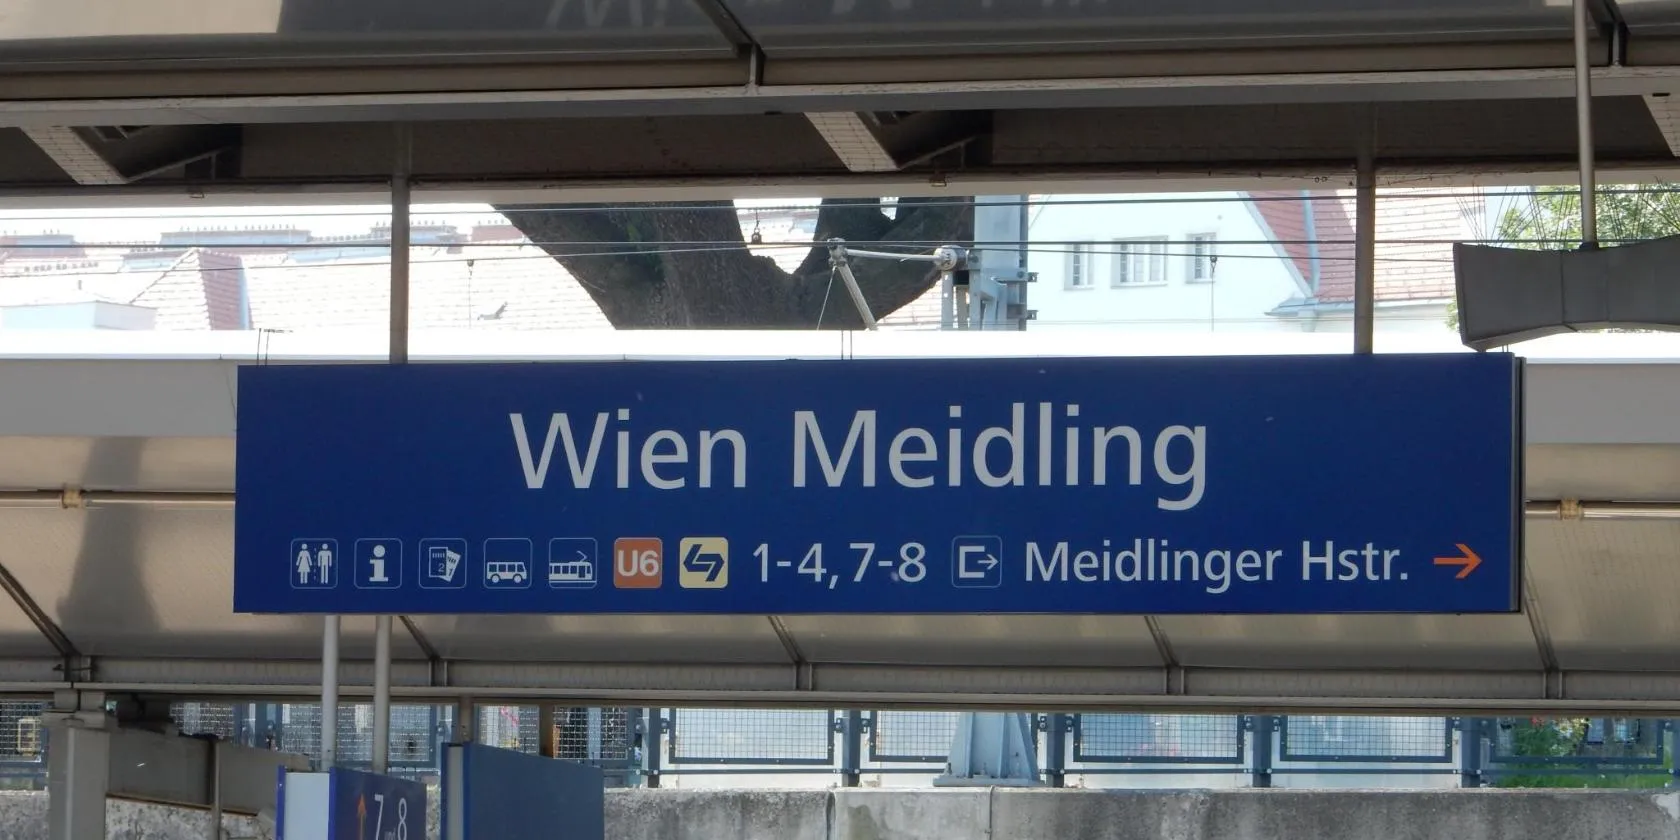 Wien Meidling
U6 1-4, 7-8 Meidlinger Hstr.
7 8